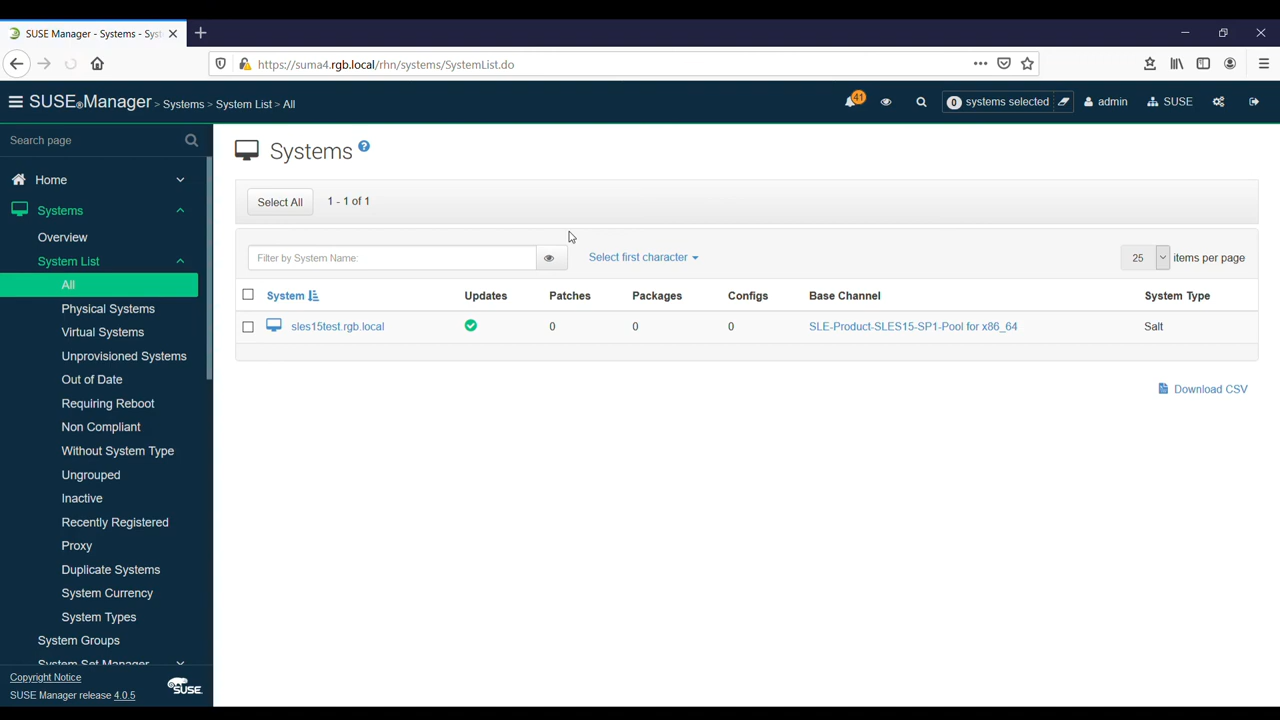 SUSE Manager - Systems - Syst
https://suma4.rgb.local/rhn/systems/SystemList.do
SUSE Manager > Systems > System List > All
41
0 systems selected
admin
SUSE
Search page
Home
Systems
Overview
System List
All
Physical Systems
Virtual Systems
Unprovisioned Systems
Out of Date
Requiring Reboot
Non Compliant
Without System Type
Ungrouped
Inactive
Recently Registered
Proxy
Duplicate Systems
System Currency
System Types
System Groups
System Set Manager
Copyright Notice
SUSE Manager release 4.0.5
SUSE
Systems ?
Select All 1 - 1 of 1
Filter by System Name: Select first character 25 items per page
System Updates Patches Packages Configs Base Channel System Type
sles15test.rgb.local 0 0 0 SLE-Product-SLES15-SP1-Pool for x86_64 Salt
Download CSV